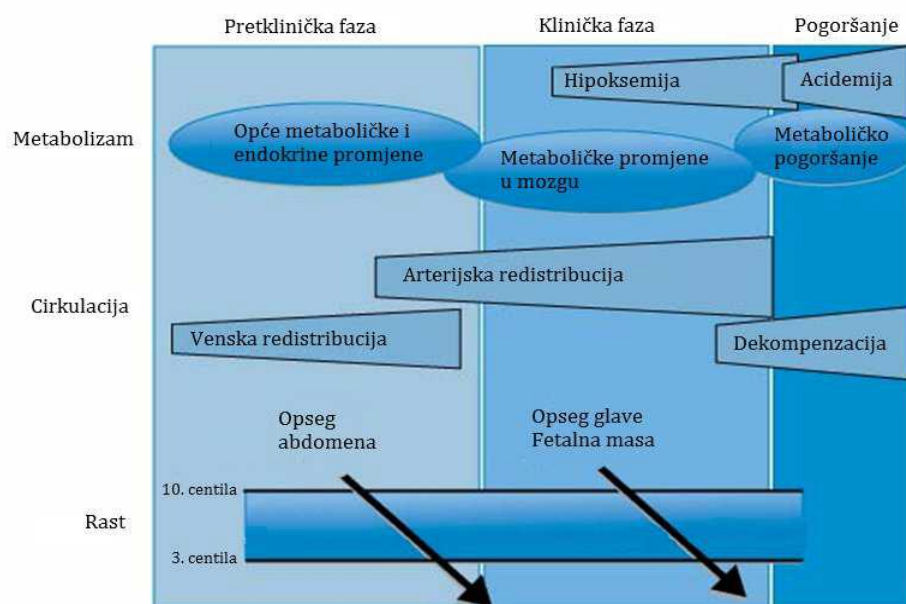 Pretklinička faza
Klinička faza
Pogoršanje
Hipoksemija
Acidemija
Metabolizam
Opće metaboličke i
endokrine promjene
Metaboličke promjene
u mozgu
Metaboličko
pogoršanje
Arterijska redistribucija
Cirkulacija
Venska redistribucija
Dekompenzacija
Opseg
abdomena
Opseg glave
Fetalna masa
10. centila
Rast
3. centila